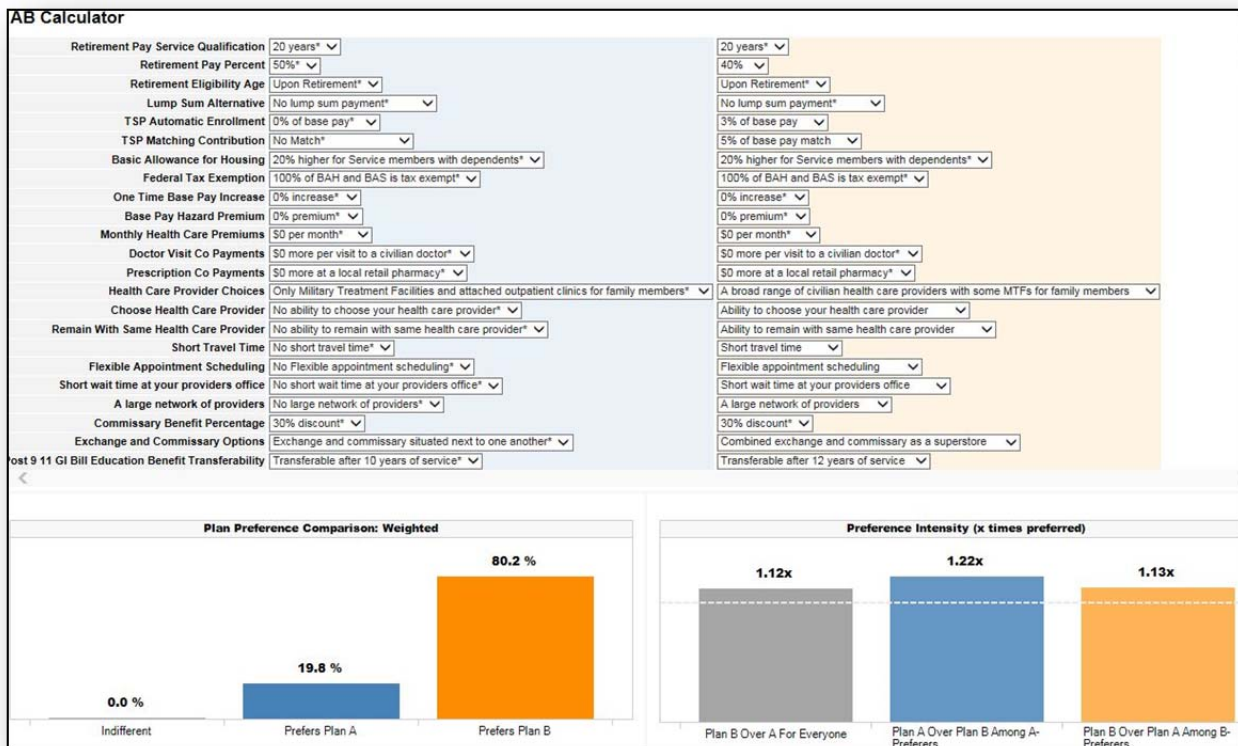 AB Calculator
Retirement Pay Service Qualification 20 years* 20 years*
Retirement Pay Percent 50%* 40%
Retirement Eligibility Age Upon Retirement* Upon Retirement*
Lump Sum Alternative No lump sum payment* No lump sum payment*
TSP Automatic Enrollment 0% of base pay* 3% of base pay
TSP Matching Contribution No Match* 5% of base pay match
Basic Allowance for Housing 20% higher for Service members with dependents* 20% higher for Service members with dependents*
Federal Tax Exemption 100% of BAH and BAS is tax exempt* 100% of BAH and BAS is tax exempt*
One Time Base Pay Increase 0% increase* 0% increase*
Base Pay Hazard Premium 0% premium* 0% premium*
Monthly Health Care Premiums $0 per month* $0 per month*
Doctor Visit Co Payments $0 more per visit to a civilian doctor* $0 more per visit to a civilian doctor*
Prescription Co Payments $0 more at a local retail pharmacy* $0 more at a local retail pharmacy*
Health Care Provider Choices Only Military Treatment Facilities and attached outpatient clinics for family members* A broad range of civilian health care providers with some MTFs for family members
Choose Health Care Provider No ability to choose your health care provider* Ability to choose your health care provider
Remain With Same Health Care Provider No ability to remain with same health care provider* Ability to remain with same health care provider
Short Travel Time No short travel time* Short travel time
Flexible Appointment Scheduling No Flexible appointment scheduling* Flexible appointment scheduling
Short wait time at your providers office No short wait time at your providers office* Short wait time at your providers office
A large network of providers No large network of providers* A large network of providers
Commissary Benefit Percentage 30% discount* 30% discount*
Exchange and Commissary Options Exchange and commissary situated next to one another* Combined exchange and commissary as a superstore
ost 9 11 GI Bill Education Benefit Transferability Transferable after 10 years of service* Transferable after 12 years of service
Plan Preference Comparison: Weighted
80.2 %
19.8 %
0.0 %
Indifferent Prefers Plan A Prefers Plan B
Preference Intensity (x times preferred)
1.12x 1.22x 1.13x
Plan B Over A For Everyone Plan A Over Plan B Among A- Plan B Over Plan A Among B-
Preferers Preferers